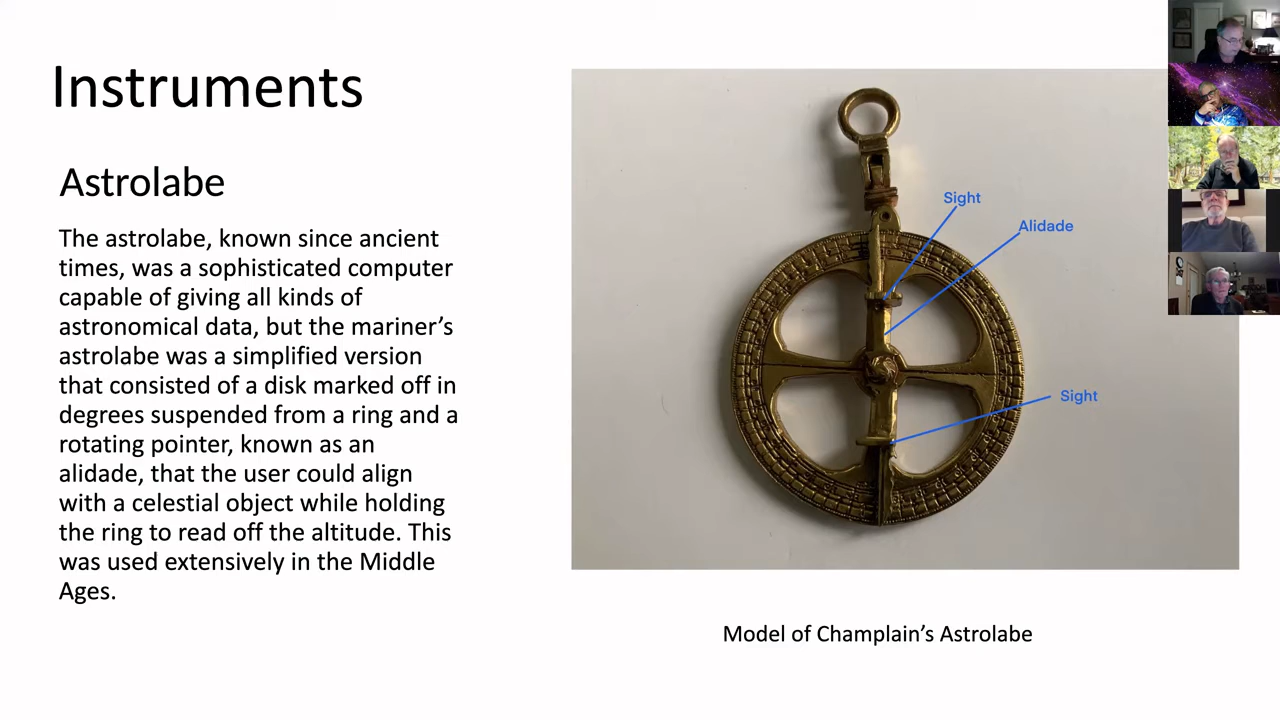 Instruments
Astrolabe
The astrolabe, known since ancient
times, was a sophisticated computer
capable of giving all kinds of
astronomical data, but the mariner’s
astrolabe was a simplified version
that consisted of a disk marked off in
degrees suspended from a ring and a
rotating pointer, known as an
alidade, that the user could align
with a celestial object while holding
the ring to read off the altitude. This
was used extensively in the Middle
Ages.
Sight
Alidade
Sight
Model of Champlain’s Astrolabe